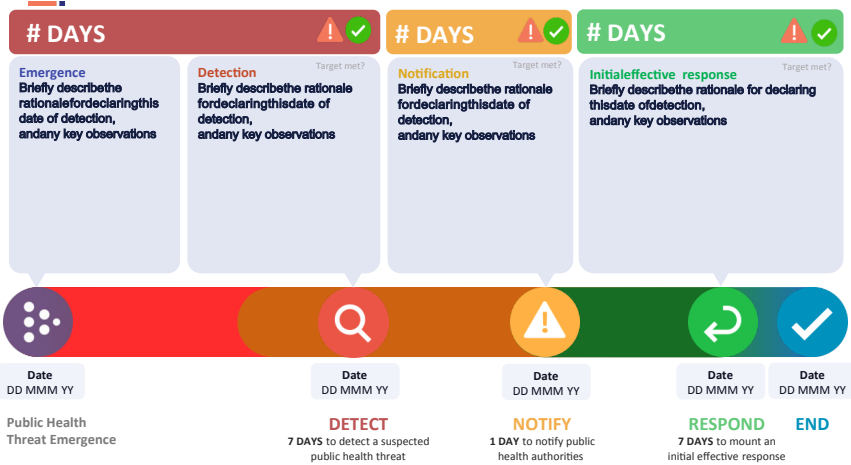 # DAYS
# DAYS
# DAYS
Emergence
Briefly describethe
rationalefordeclaringthis
date of detection,
andany key observations
Target met?
Detection
Briefly describethe rationale
fordeclaringthisdate of
detection,
andany key observations
Target met?
Notification
Briefly describethe rationale
fordeclaringthisdate of
detection,
andany key observations
Target met?
Initialeffective response
Briefly describethe rationale for declaring
thisdate ofdetection,
andany key observations
Date
DD MMM YY
Date
DD MMM YY
Date
DD MMM YY
Date
DD MMM YY
Date
DD MMM YY
Public Health
Threat Emergence
DETECT
7 DAYS to detect a suspected
public health threat
NOTIFY
1 DAY to notify public
health authorities
RESPOND
7 DAYS to mount an
initial effective response
END